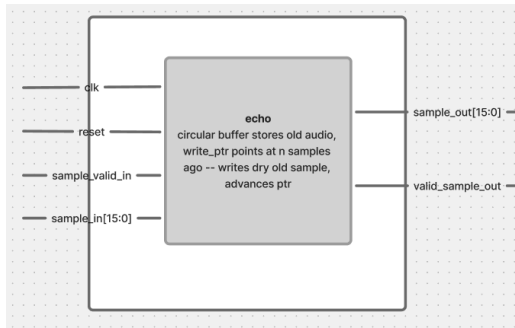 clk
reset
sample_valid_in
sample_in[15:0]
echo
circular buffer stores old audio,
write_ptr points at n samples
ago -- writes dry old sample,
advances ptr
sample_out[15:0]
valid_sample_out